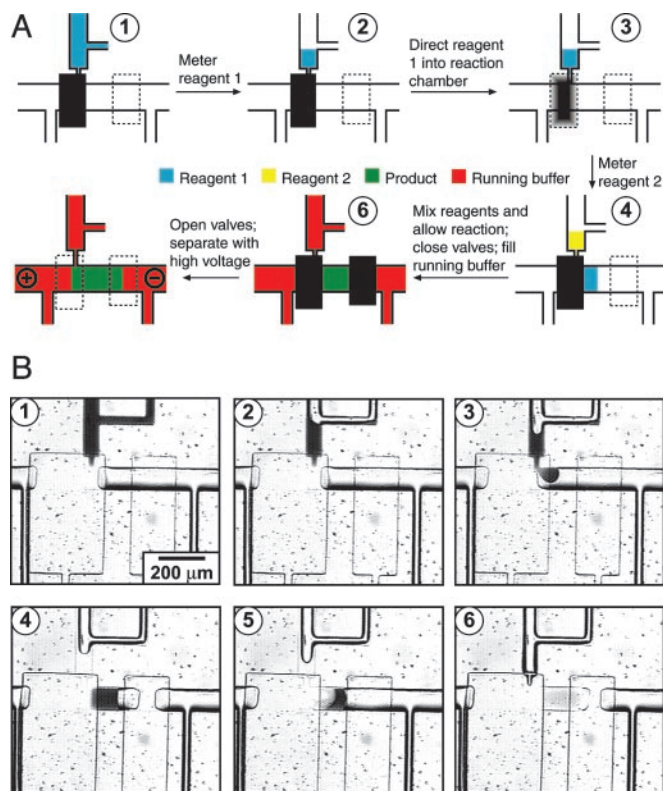 A
1
2
3
Meter
reagent 1
Direct reagent
1 into reaction
chamber
Meter
reagent 2
Reagent 1
Reagent 2
Product
Running buffer
6
4
Open valves;
separate with
high voltage
Mix reagents and
allow reaction;
close valves; fill
running buffer
+
−
B
1
2
3
200 μm
4
5
6